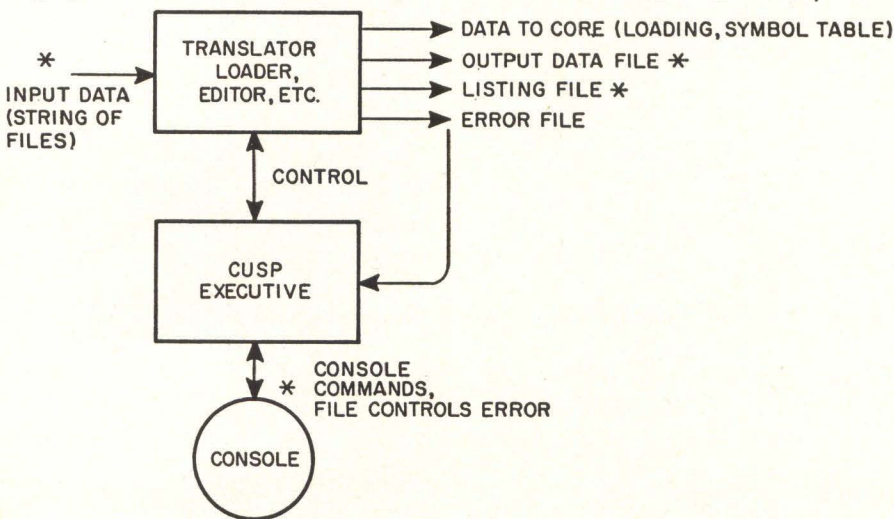 TRANSLATOR
LOADER,
EDITOR, ETC.
*
INPUT DATA
(STRING OF
FILES)
DATA TO CORE (LOADING, SYMBOL TABLE)
OUTPUT DATA FILE *
LISTING FILE *
ERROR FILE
CONTROL
CUSP
EXECUTIVE
CONSOLE
* COMMANDS,
FILE CONTROLS ERROR
CONSOLE